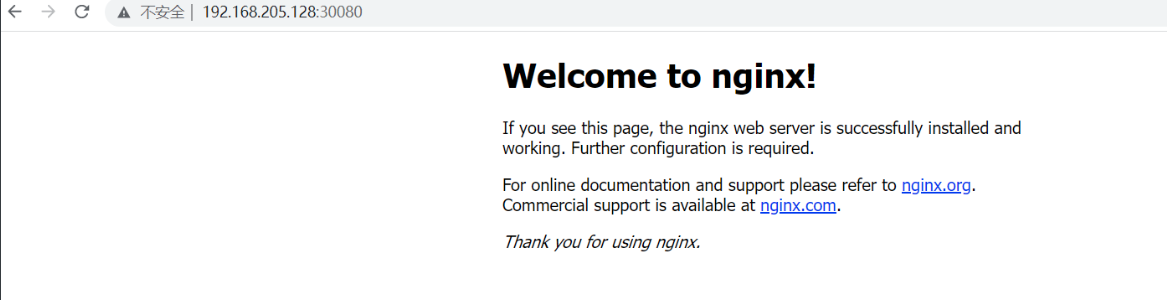 不安全 | 192.168.205.128:30080
Welcome to nginx!
If you see this page, the nginx web server is successfully installed and
working. Further configuration is required.
For online documentation and support please refer to nginx.org.
Commercial support is available at nginx.com.
Thank you for using nginx.